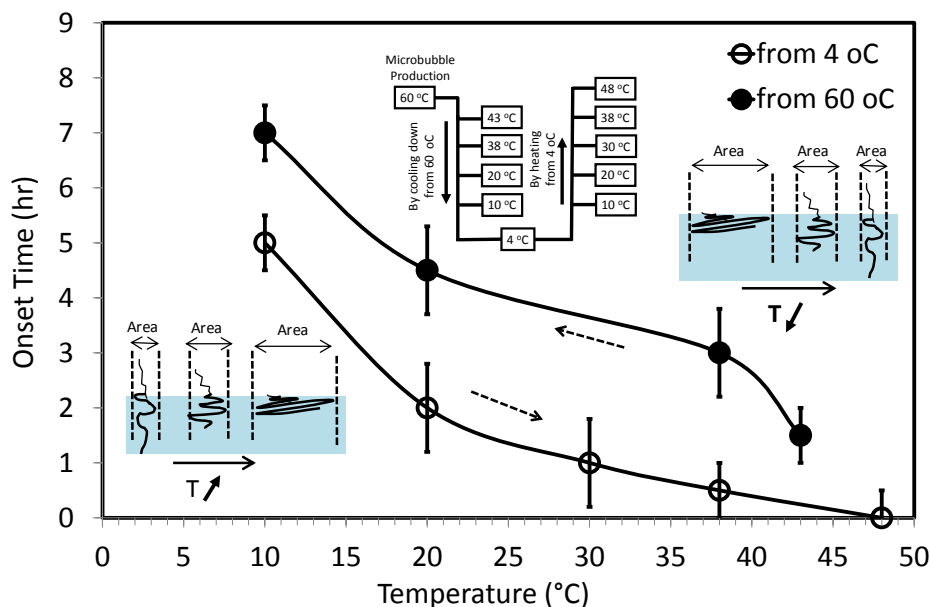 9
8
7
6
5
4
3
2
1
0
Onset Time (hr)
0 5 10 15 20 25 30 35 40 45 50
Temperature (°C)
from 4 oC
from 60 oC
Microbubble
Production
60 °C
43 °C
38 °C
20 °C
10 °C
By cooling down
from 60 oC
4 °C
By heating
from 4 oC
48 °C
38 °C
30 °C
20 °C
10 °C
Area Area Area
T
Area Area Area
T